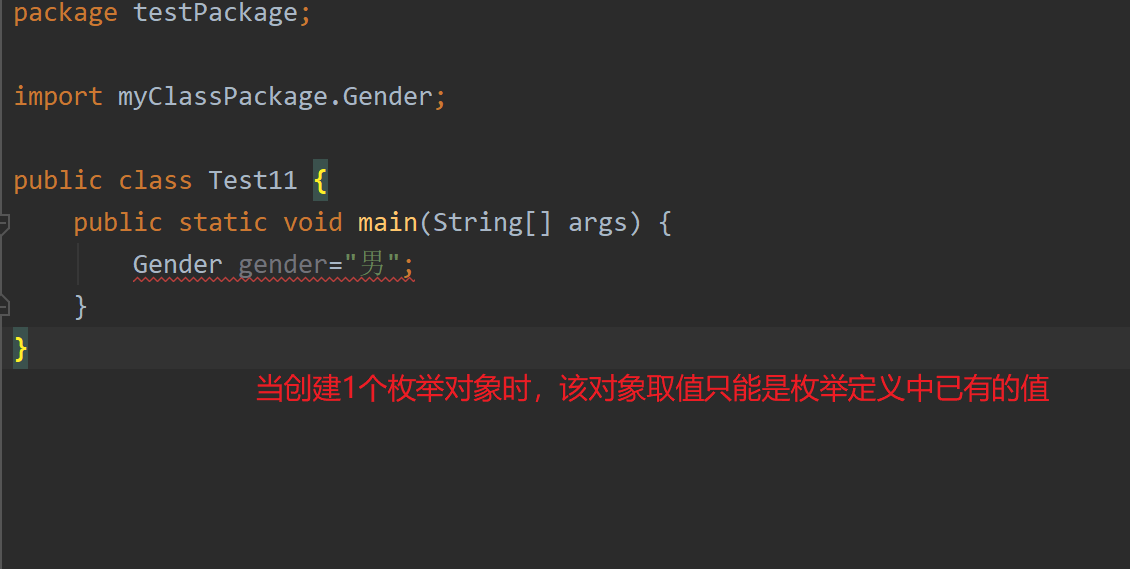 package testPackage;
import myClassPackage.Gender;
public class Test11 {
public static void main(String[] args) {
Gender gender="男";
}
}
当创建1个枚举对象时，该对象取值只能是枚举定义中已有的值